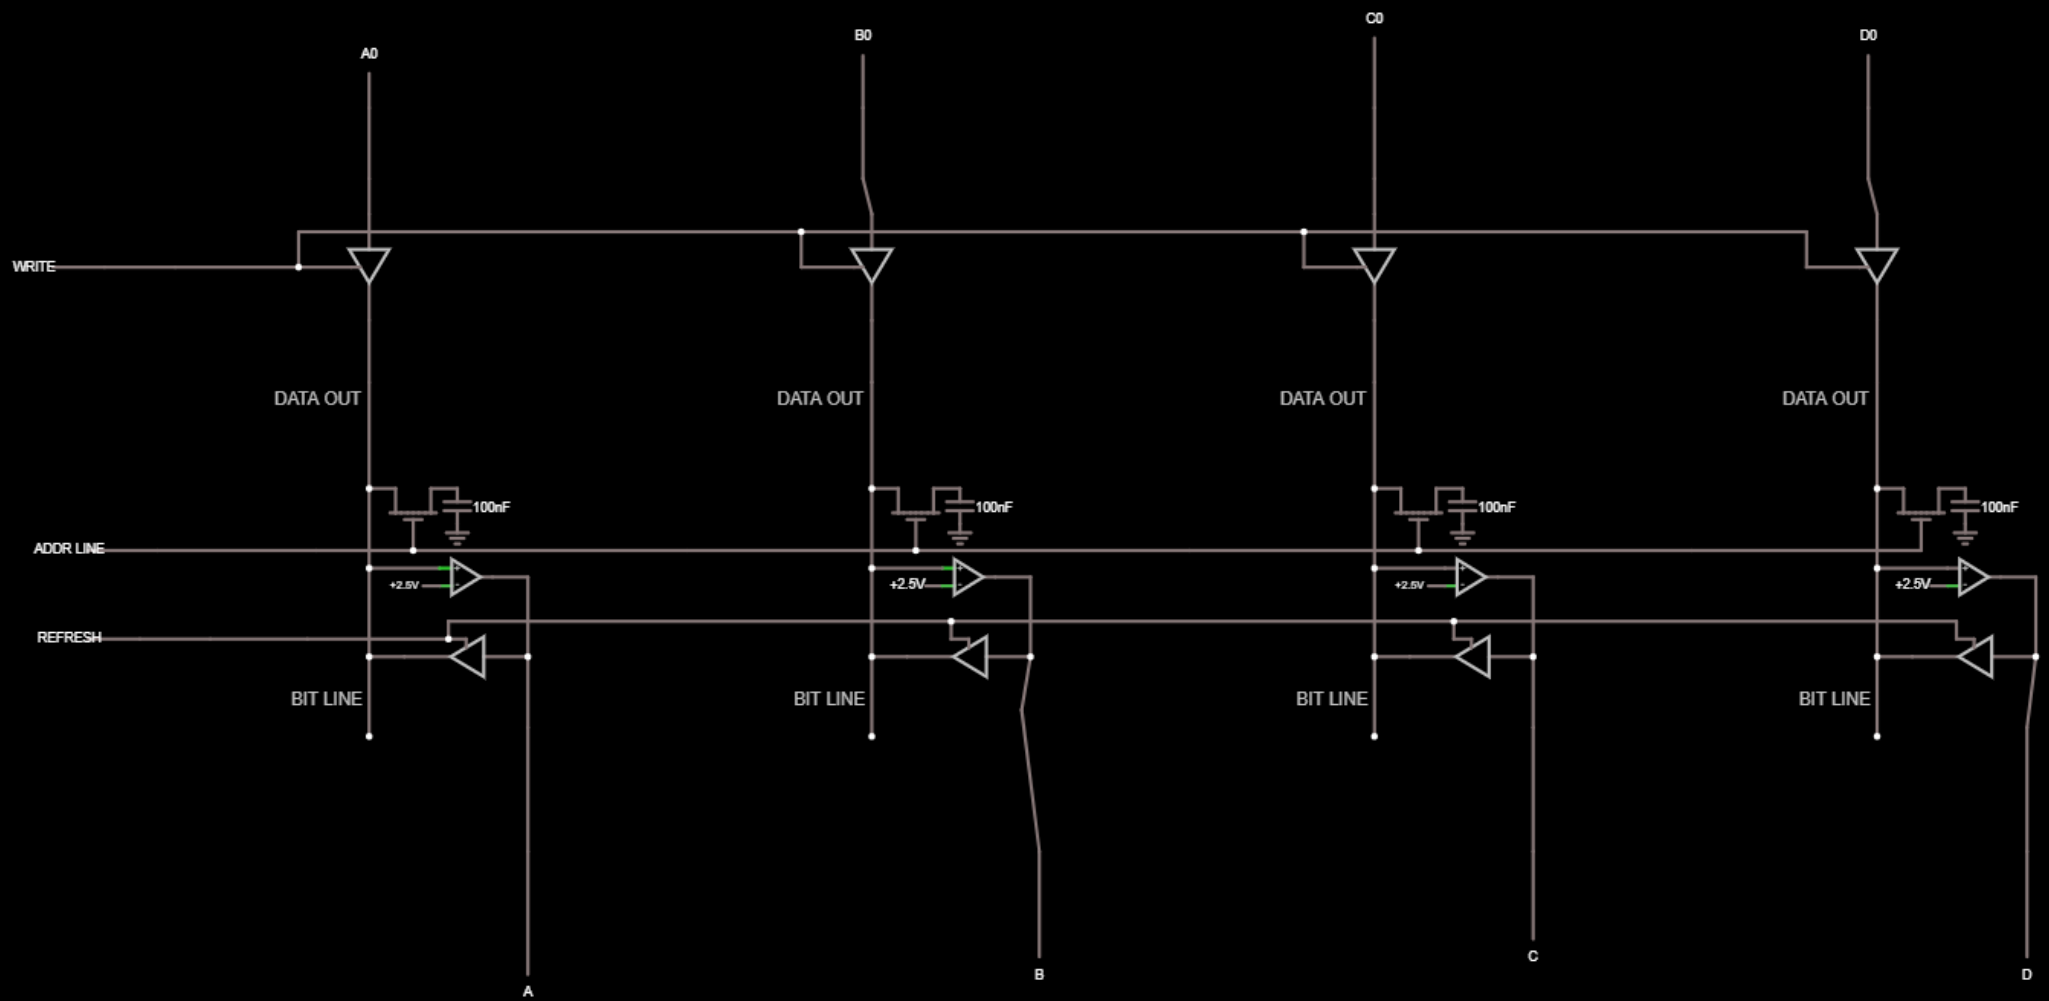 C0
B0
D0
A0
WRITE
DATA OUT
DATA OUT
DATA OUT
DATA OUT
100nF
100nF
100nF
100nF
ADDR LINE
+
+
+
+
+2.5V
-
+2.5V
-
+2.5V
-
+2.5V
-
REFRESH
BIT LINE
BIT LINE
BIT LINE
BIT LINE
C
B
D
A